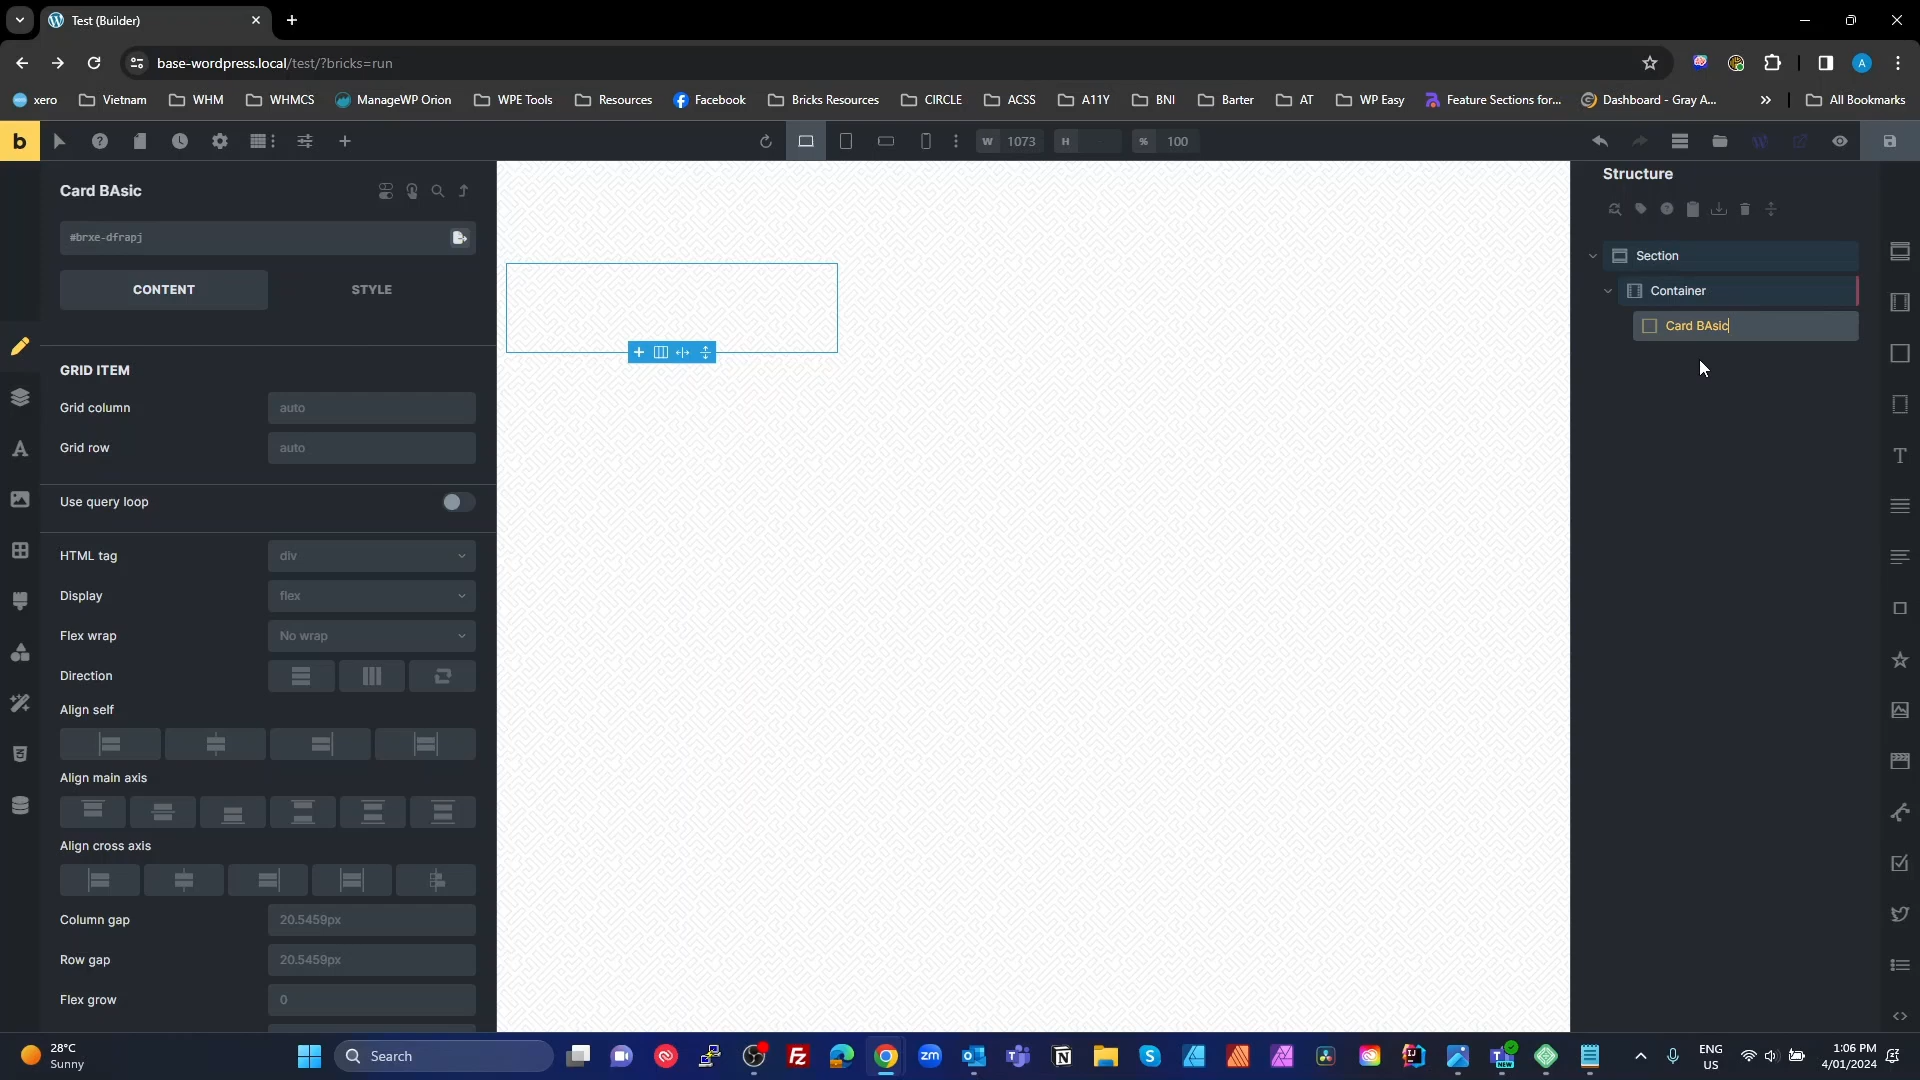 Test (Builder)
base-wordpress.local/test/?bricks=run
xero
Vietnam
WHM
WHMCS
ManageWP Orion
WPE Tools
Resources
Facebook
Bricks Resources
CIRCLE
ACSS
A11Y
BNI
Barter
AT
WP Easy
Feature Sections for...
Dashboard - Gray A...
»
All Bookmarks
A
b
W 1073
H
% 100
Card BAsic
#brxe-dfrapj
CONTENT
STYLE
GRID ITEM
Grid column
auto
Grid row
auto
Use query loop
HTML tag
div
Display
flex
Flex wrap
No wrap
Direction
Align self
Align main axis
Align cross axis
Column gap
20.5459px
Row gap
20.5459px
Flex grow
0
Structure
Section
Container
Card BAsic
28°C
Sunny
Search
zm
ENG
US
1:06 PM
4/01/2024